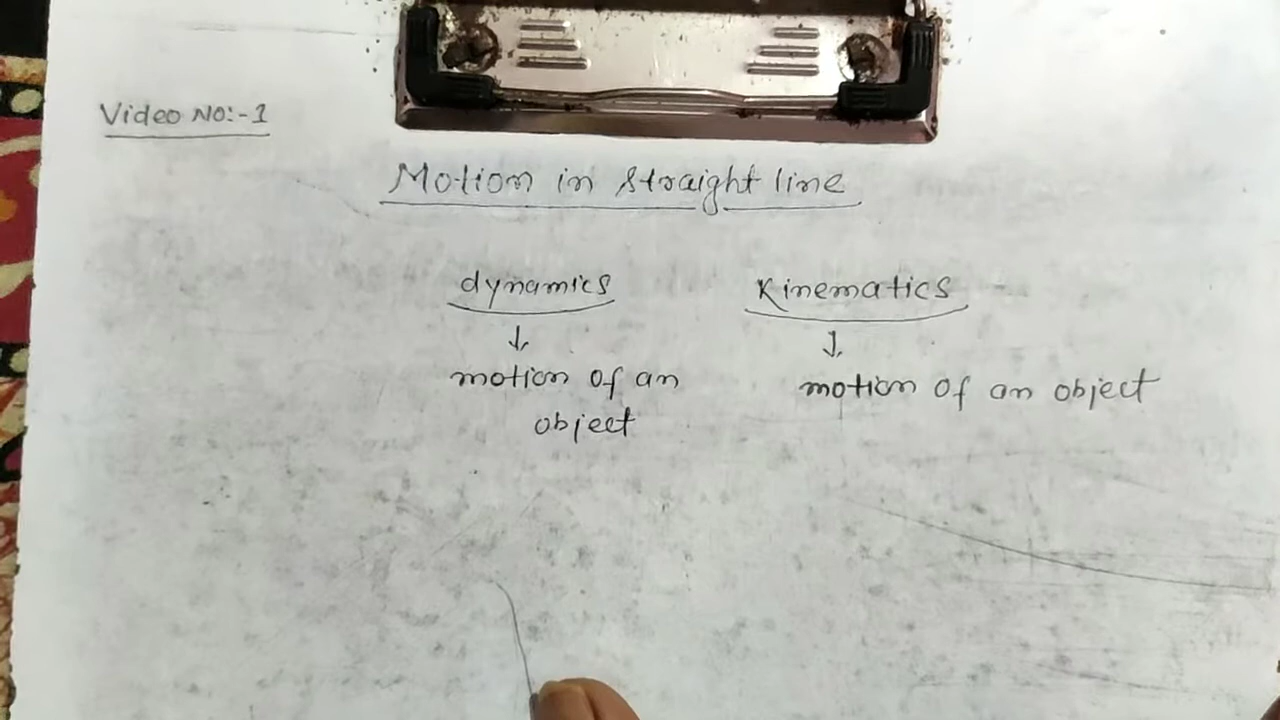 Video NO:-1
Motion in straight line
dynamics Kinematics
↓ ↓
motion of an motion of an object
object